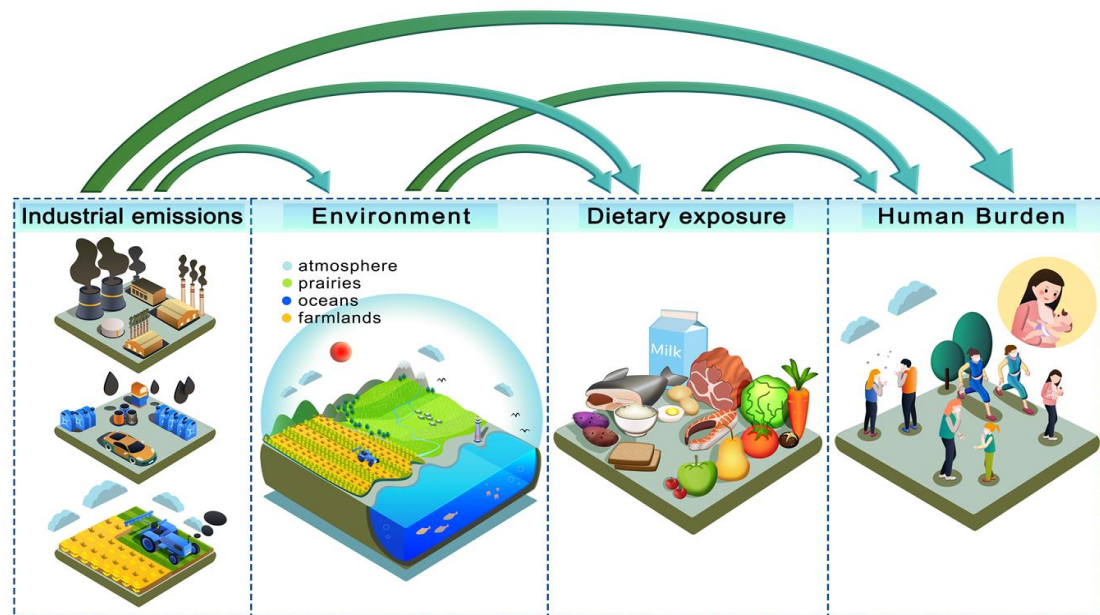 Industrial emissions
Environment
Dietary exposure
Human Burden
atmosphere
prairies
oceans
farmlands
Milk